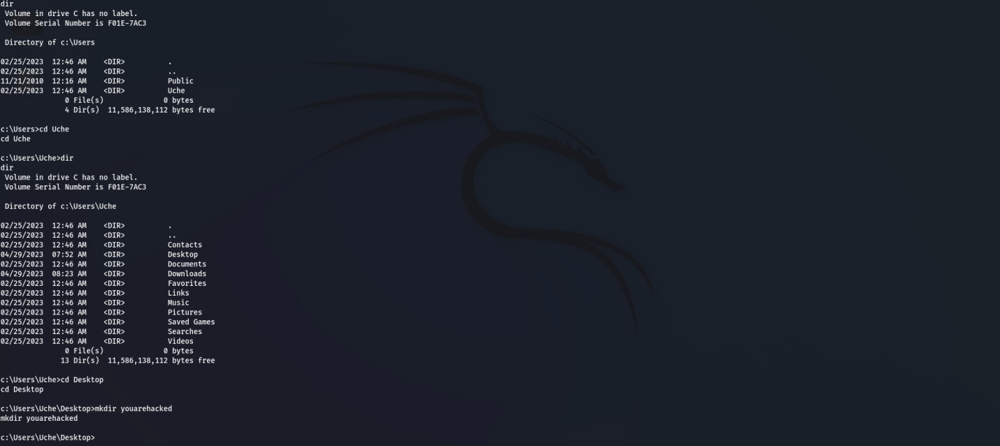 dir
 Volume in drive C has no label.
 Volume Serial Number is F01E-7AC3
 Directory of c:\Users
02/25/2023  12:46 AM    <DIR>          .
02/25/2023  12:46 AM    <DIR>          ..
11/21/2010  12:16 AM    <DIR>          Public
02/25/2023  12:46 AM    <DIR>          Uche
               0 File(s)              0 bytes
               4 Dir(s)  11,586,138,112 bytes free
c:\Users>cd Uche
cd Uche
c:\Users\Uche>dir
dir
 Volume in drive C has no label.
 Volume Serial Number is F01E-7AC3
 Directory of c:\Users\Uche
02/25/2023  12:46 AM    <DIR>          .
02/25/2023  12:46 AM    <DIR>          ..
02/25/2023  12:46 AM    <DIR>          Contacts
04/29/2023  07:52 AM    <DIR>          Desktop
02/25/2023  12:46 AM    <DIR>          Documents
04/29/2023  08:23 AM    <DIR>          Downloads
02/25/2023  12:46 AM    <DIR>          Favorites
02/25/2023  12:46 AM    <DIR>          Links
02/25/2023  12:46 AM    <DIR>          Music
02/25/2023  12:46 AM    <DIR>          Pictures
02/25/2023  12:46 AM    <DIR>          Saved Games
02/25/2023  12:46 AM    <DIR>          Searches
02/25/2023  12:46 AM    <DIR>          Videos
               0 File(s)              0 bytes
              13 Dir(s)  11,586,138,112 bytes free
c:\Users\Uche>cd Desktop
cd Desktop
c:\Users\Uche\Desktop>mkdir youarehacked
mkdir youarehacked
c:\Users\Uche\Desktop>